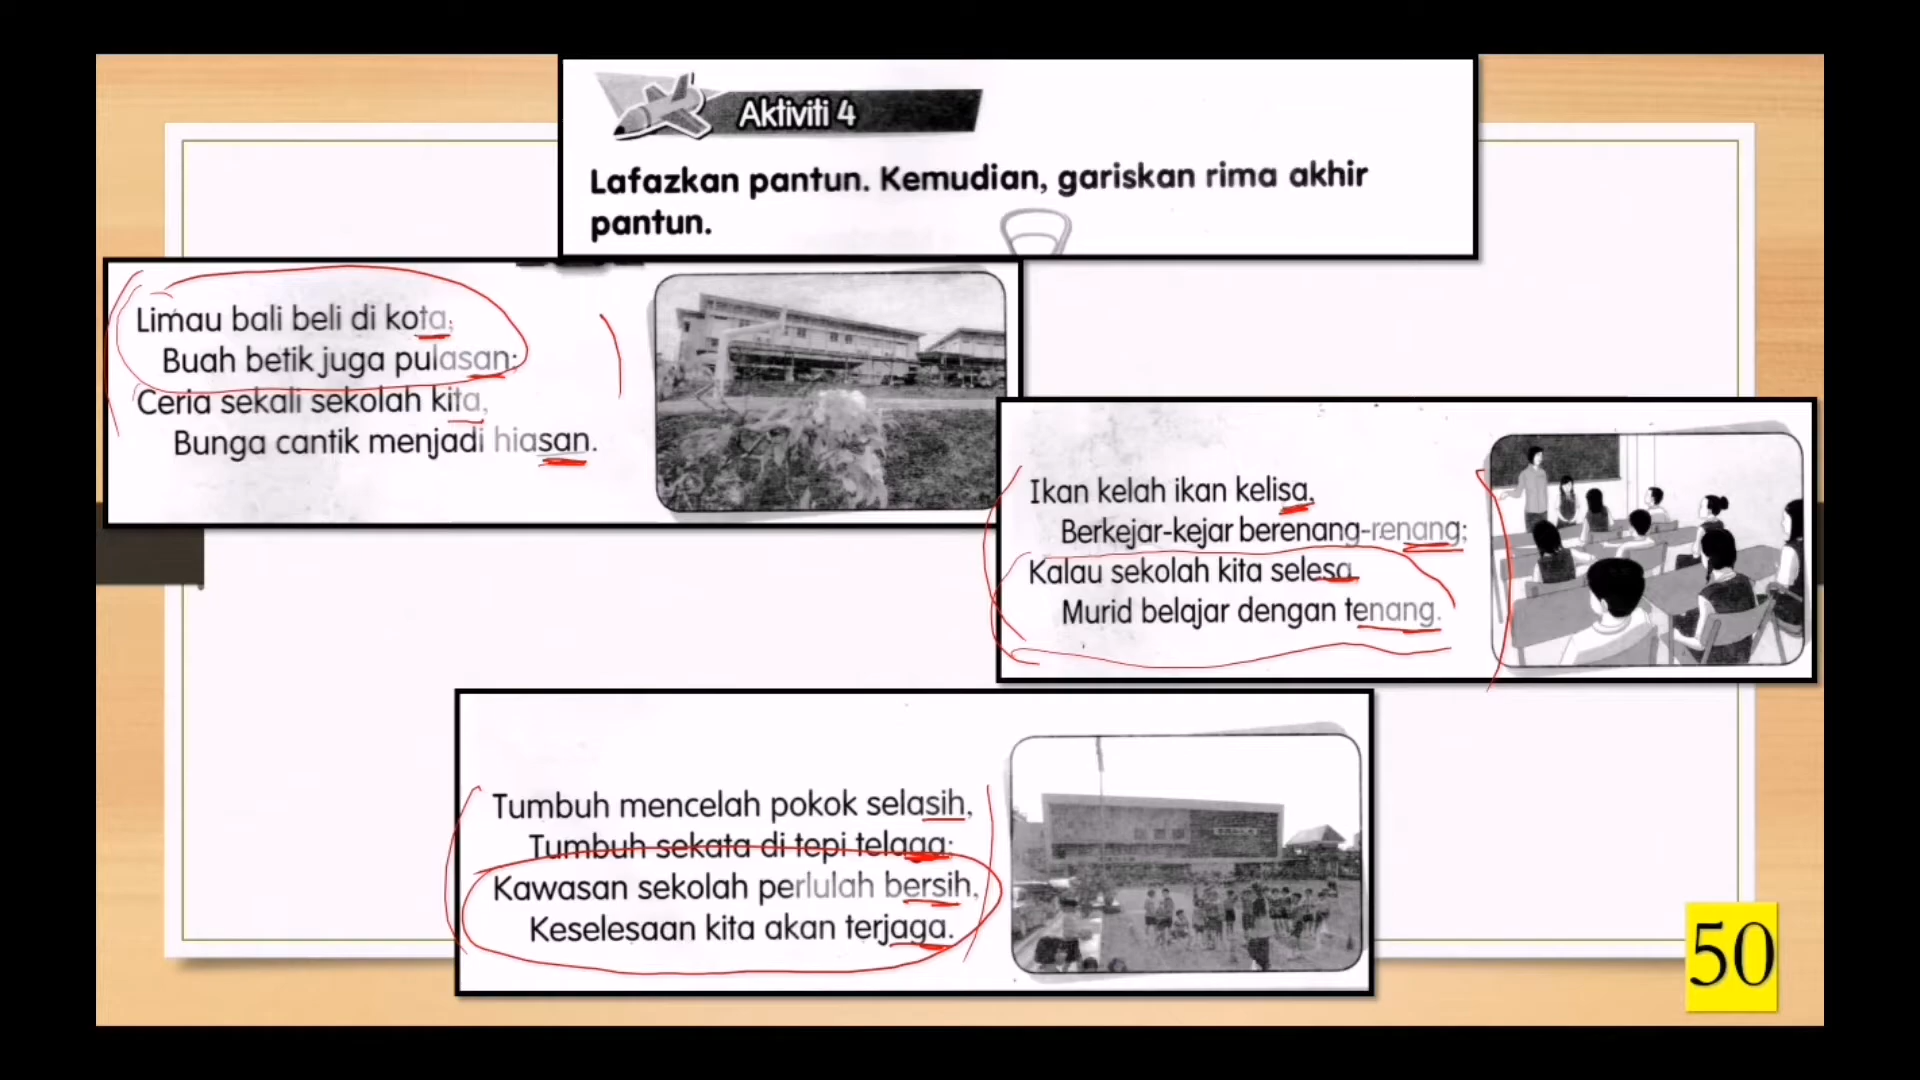 Aktiviti 4
Lafazkan pantun. Kemudian, gariskan rima akhir
pantun.
Limau bali beli di kota,
Buah betik juga pulasan;
Ceria sekali sekolah kita,
Bunga cantik menjadi hiasan.
Ikan kelah ikan kelisa,
Berkejar-kejar berenang-renang;
Kalau sekolah kita selesa
Murid belajar dengan tenang.
Tumbuh mencelah pokok selasih,
Tumbuh sekata di tepi telaga;
Kawasan sekolah perlulah bersih,
Keselesaan kita akan terjaga.
50